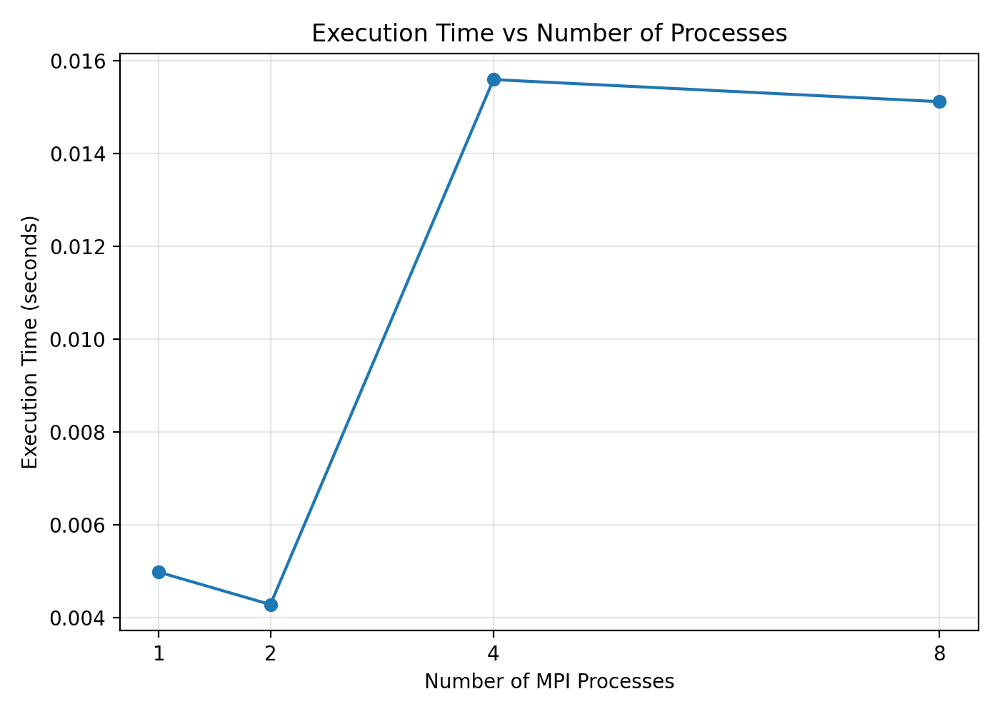 Execution Time vs Number of Processes
Execution Time (seconds)
0.016
0.014
0.012
0.010
0.008
0.006
0.004
1 2 4 8
Number of MPI Processes